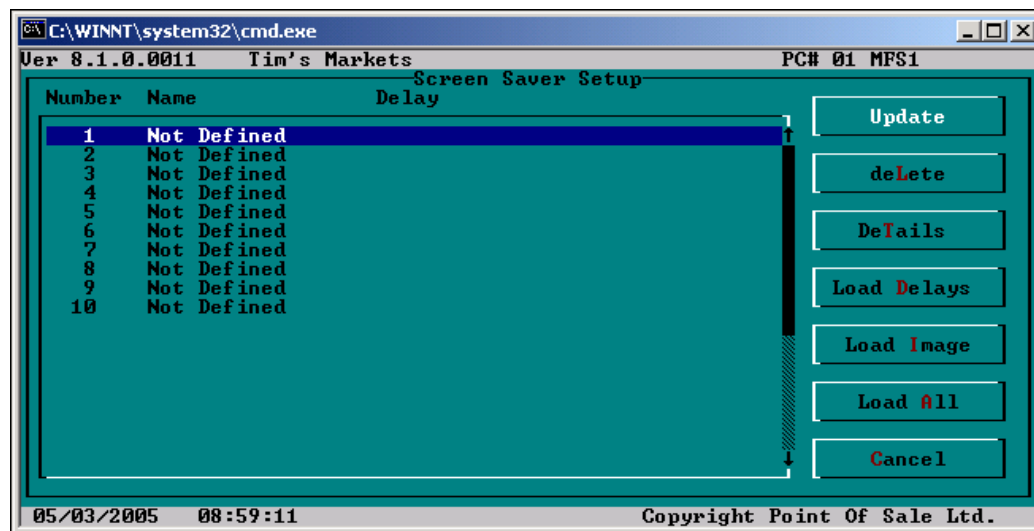 C:\WINNT\system32\cmd.exe
Ver 8.1.0.0011 Tim's Markets PC# 01 MFS1
Screen Saver Setup
Number Name Delay
1 Not Defined
2 Not Defined
3 Not Defined
4 Not Defined
5 Not Defined
6 Not Defined
7 Not Defined
8 Not Defined
9 Not Defined
10 Not Defined
Update
deLete
DeTails
Load Delays
Load Image
Load All
Cancel
05/03/2005 08:59:11 Copyright Point Of Sale Ltd.